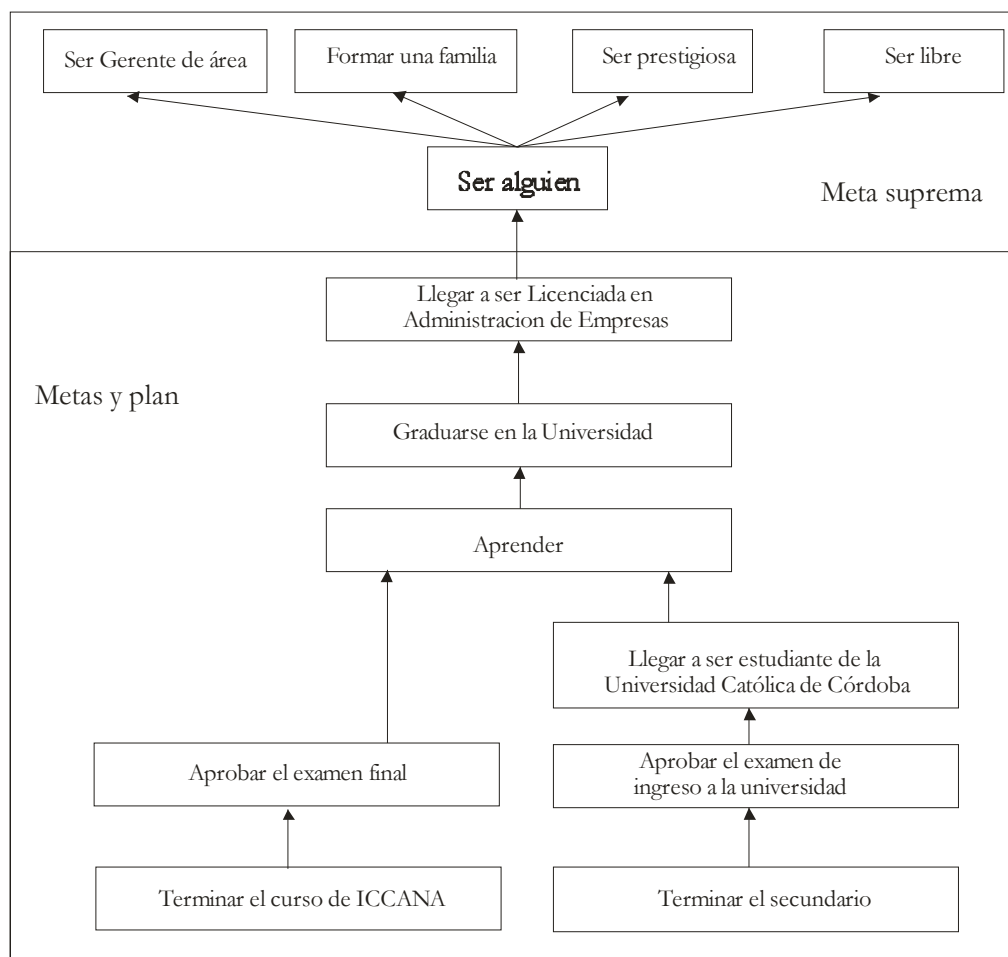 Ser Gerente de área
Formar una familia
Ser prestigiosa
Ser libre
Ser alguien
Meta suprema
Llegar a ser Licenciada en
Administracion de Empresas
Metas y plan
Graduarse en la Universidad
Aprender
Llegar a ser estudiante de la
Universidad Católica de Córdoba
Aprobar el examen final
Aprobar el examen de
ingreso a la universidad
Terminar el curso de ICCANA
Terminar el secundario